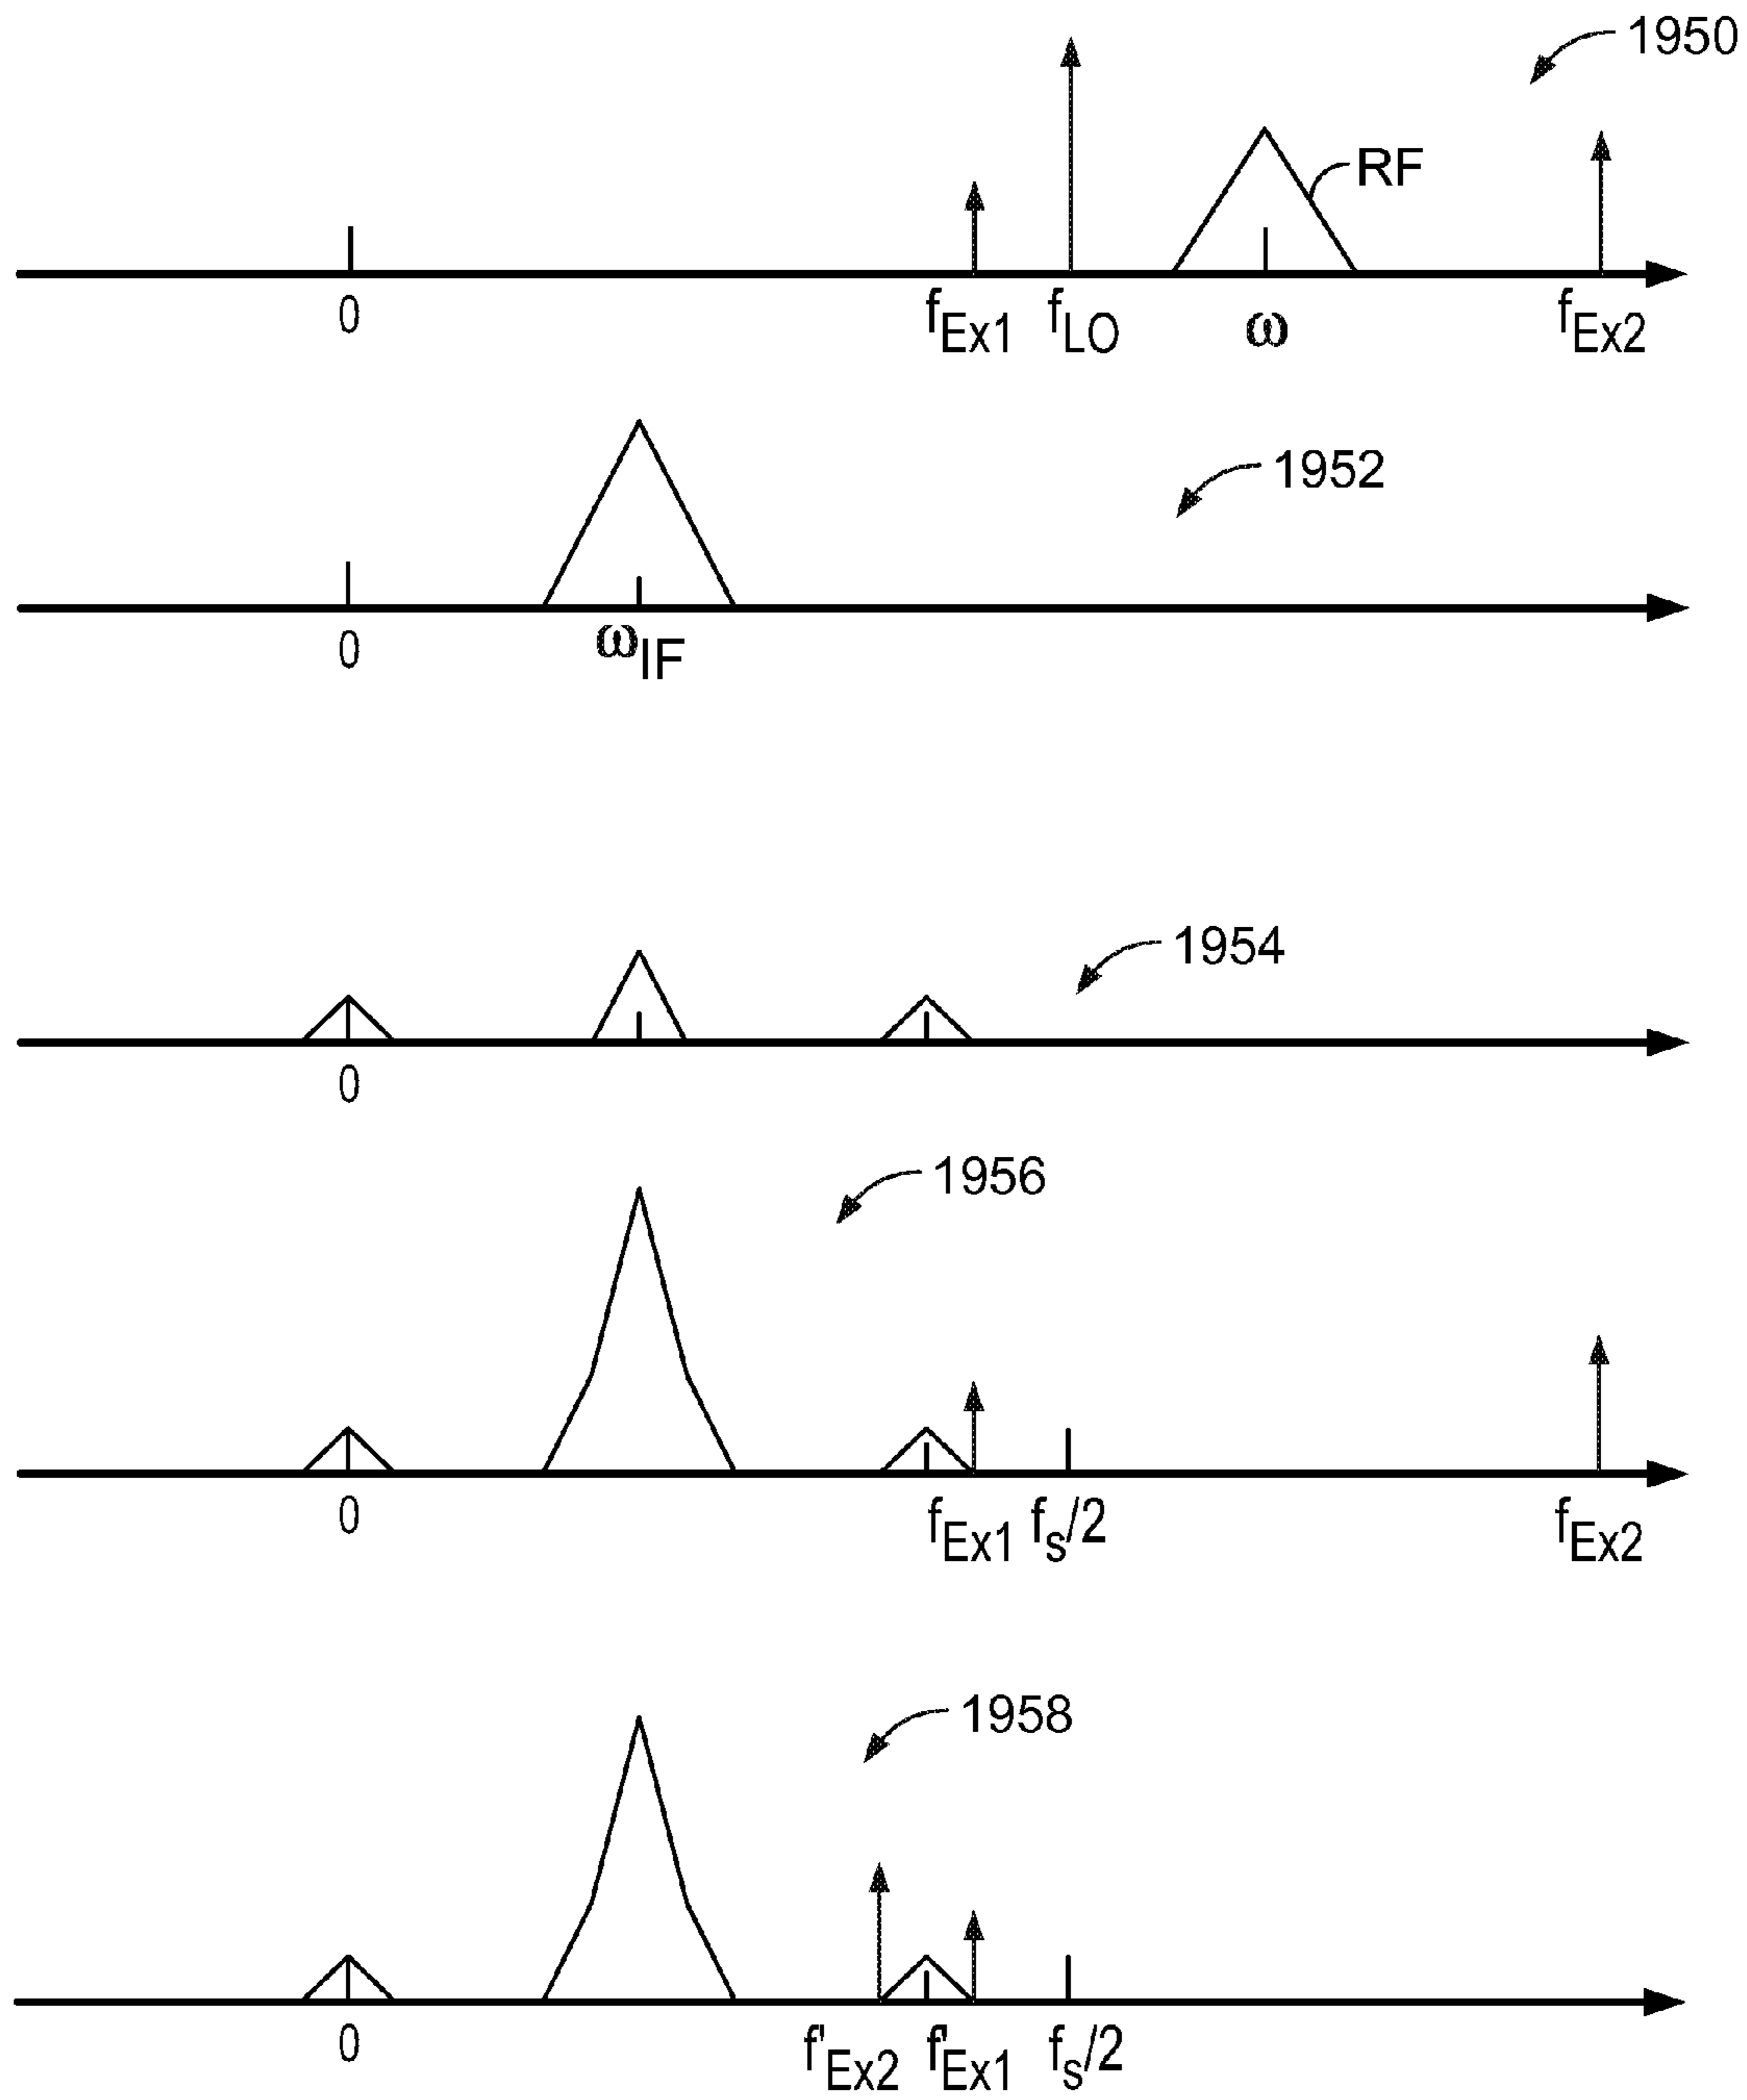 1950
RF
0 fEx1 fLO ω fEx2
1952
0 ωIF
1954
0
1956
0 fEx1 fs/2 fEx2
1958
0 f'Ex2 f'Ex1 fs/2